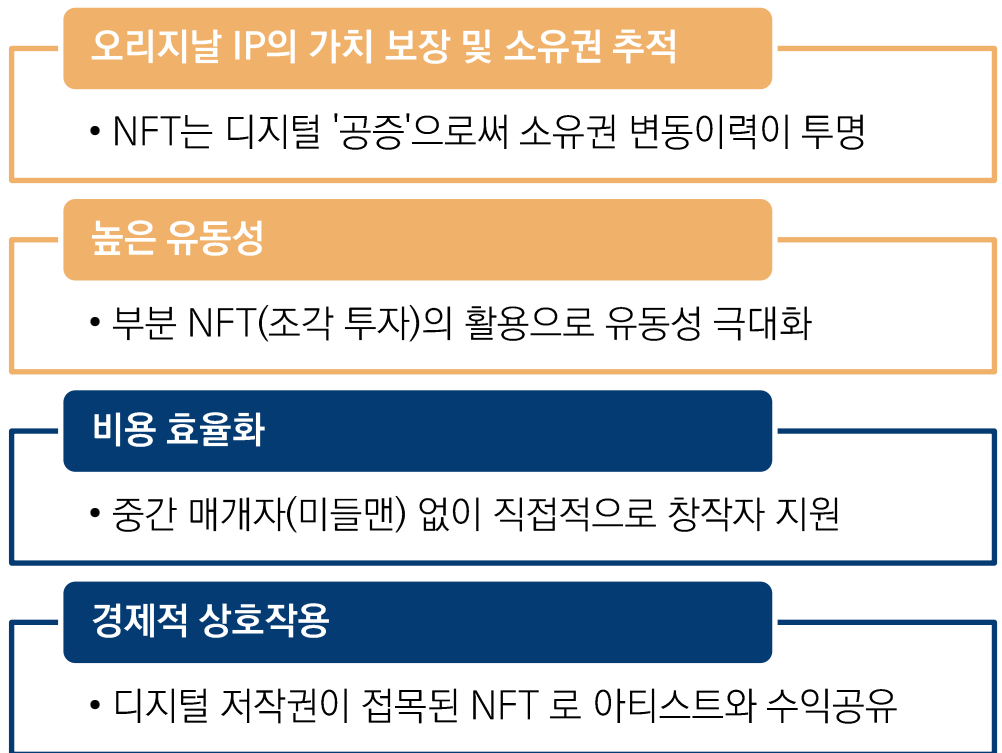 오리지날 IP의 가치 보장 및 소유권 추적
• NFT는 디지털 '공증'으로써 소유권 변동이력이 투명
높은 유동성
• 부분 NFT(조각 투자)의 활용으로 유동성 극대화
비용 효율화
• 중간 매개자(미들맨) 없이 직접적으로 창작자 지원
경제적 상호작용
• 디지털 저작권이 접목된 NFT 로 아티스트와 수익공유